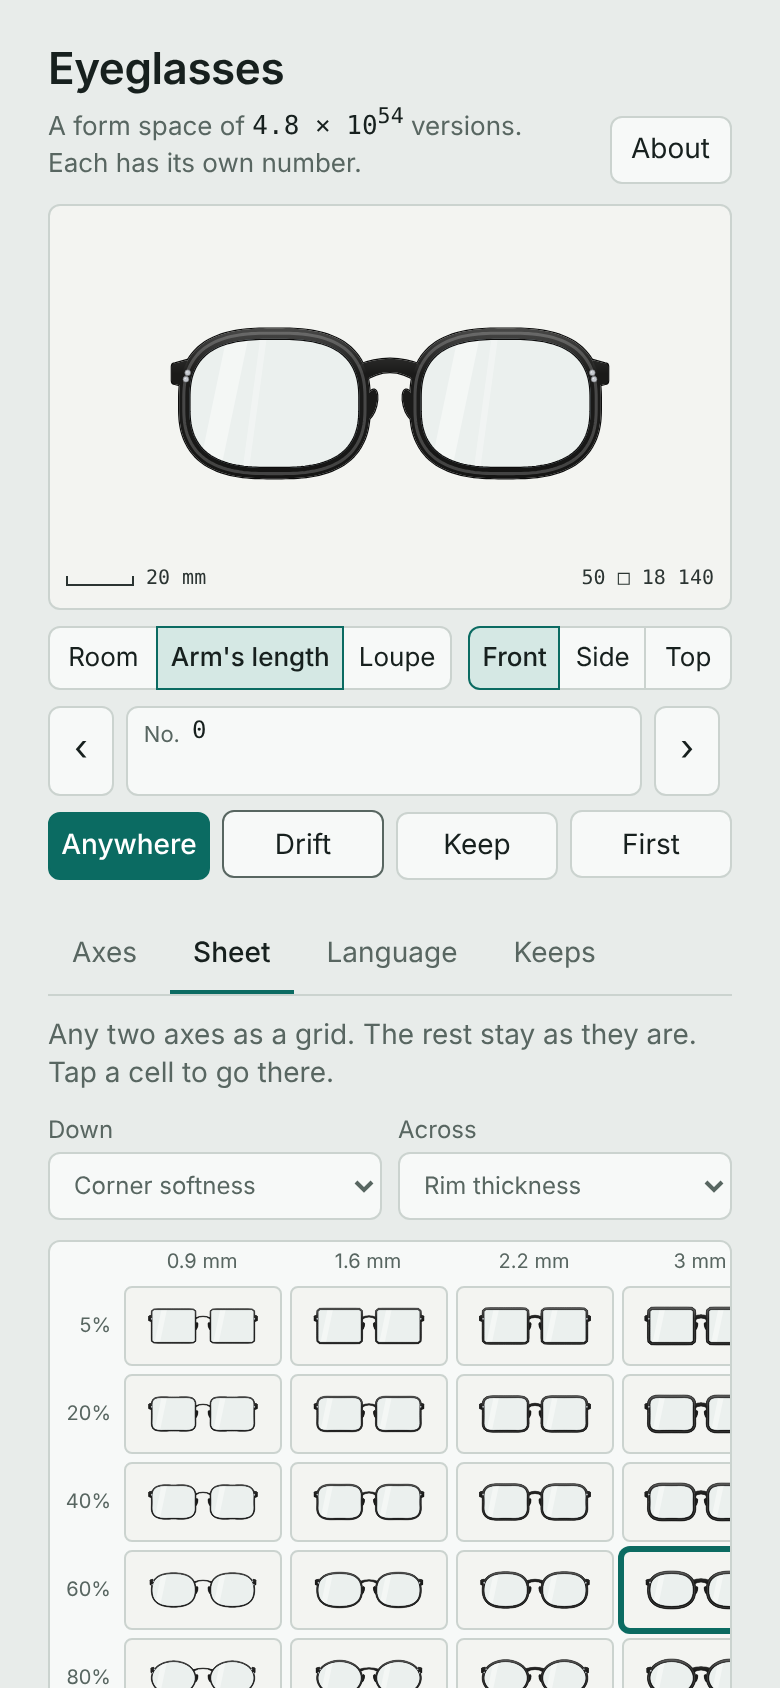 Eyeglasses
A form space of 4.8 × 10⁵⁴ versions.
Each has its own number.
About
20 mm
50 □ 18 140
Room
Arm's length
Loupe
Front
Side
Top
‹
No. 0
›
Anywhere
Drift
Keep
First
Axes
Sheet
Language
Keeps
Any two axes as a grid. The rest stay as they are.
Tap a cell to go there.
Down
Across
Corner softness
Rim thickness
0.9 mm
1.6 mm
2.2 mm
3 mm
5%
20%
40%
60%
80%